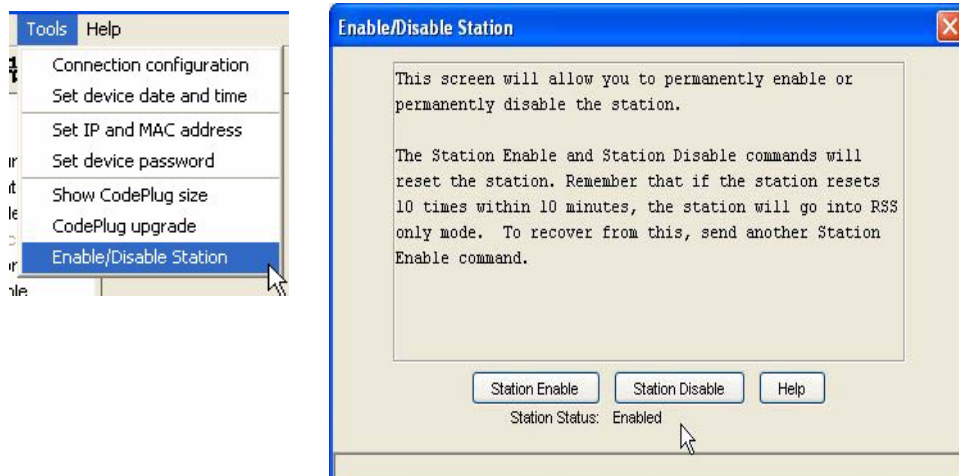 Tools Help
Connection configuration
Set device date and time
Set IP and MAC address
Set device password
Show CodePlug size
CodePlug upgrade
Enable/Disable Station
Enable/Disable Station
This screen will allow you to permanently enable or
permanently disable the station.
The Station Enable and Station Disable commands will
reset the station. Remember that if the station resets
10 times within 10 minutes, the station will go into RSS
only mode. To recover from this, send another Station
Enable command.
Station Enable Station Disable Help
Station Status: Enabled